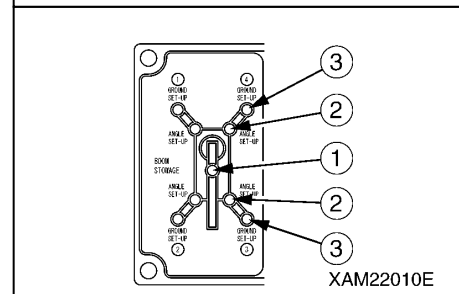 1
4
3
GROUND
SET-UP
GROUND
SET-UP
2
ANGLE
SET-UP
ANGLE
SET-UP
BOOM
STORAGE
1
ANGLE
SET-UP
ANGLE
SET-UP
2
GROUND
SET-UP
GROUND
SET-UP
2
3
3
XAM22010E